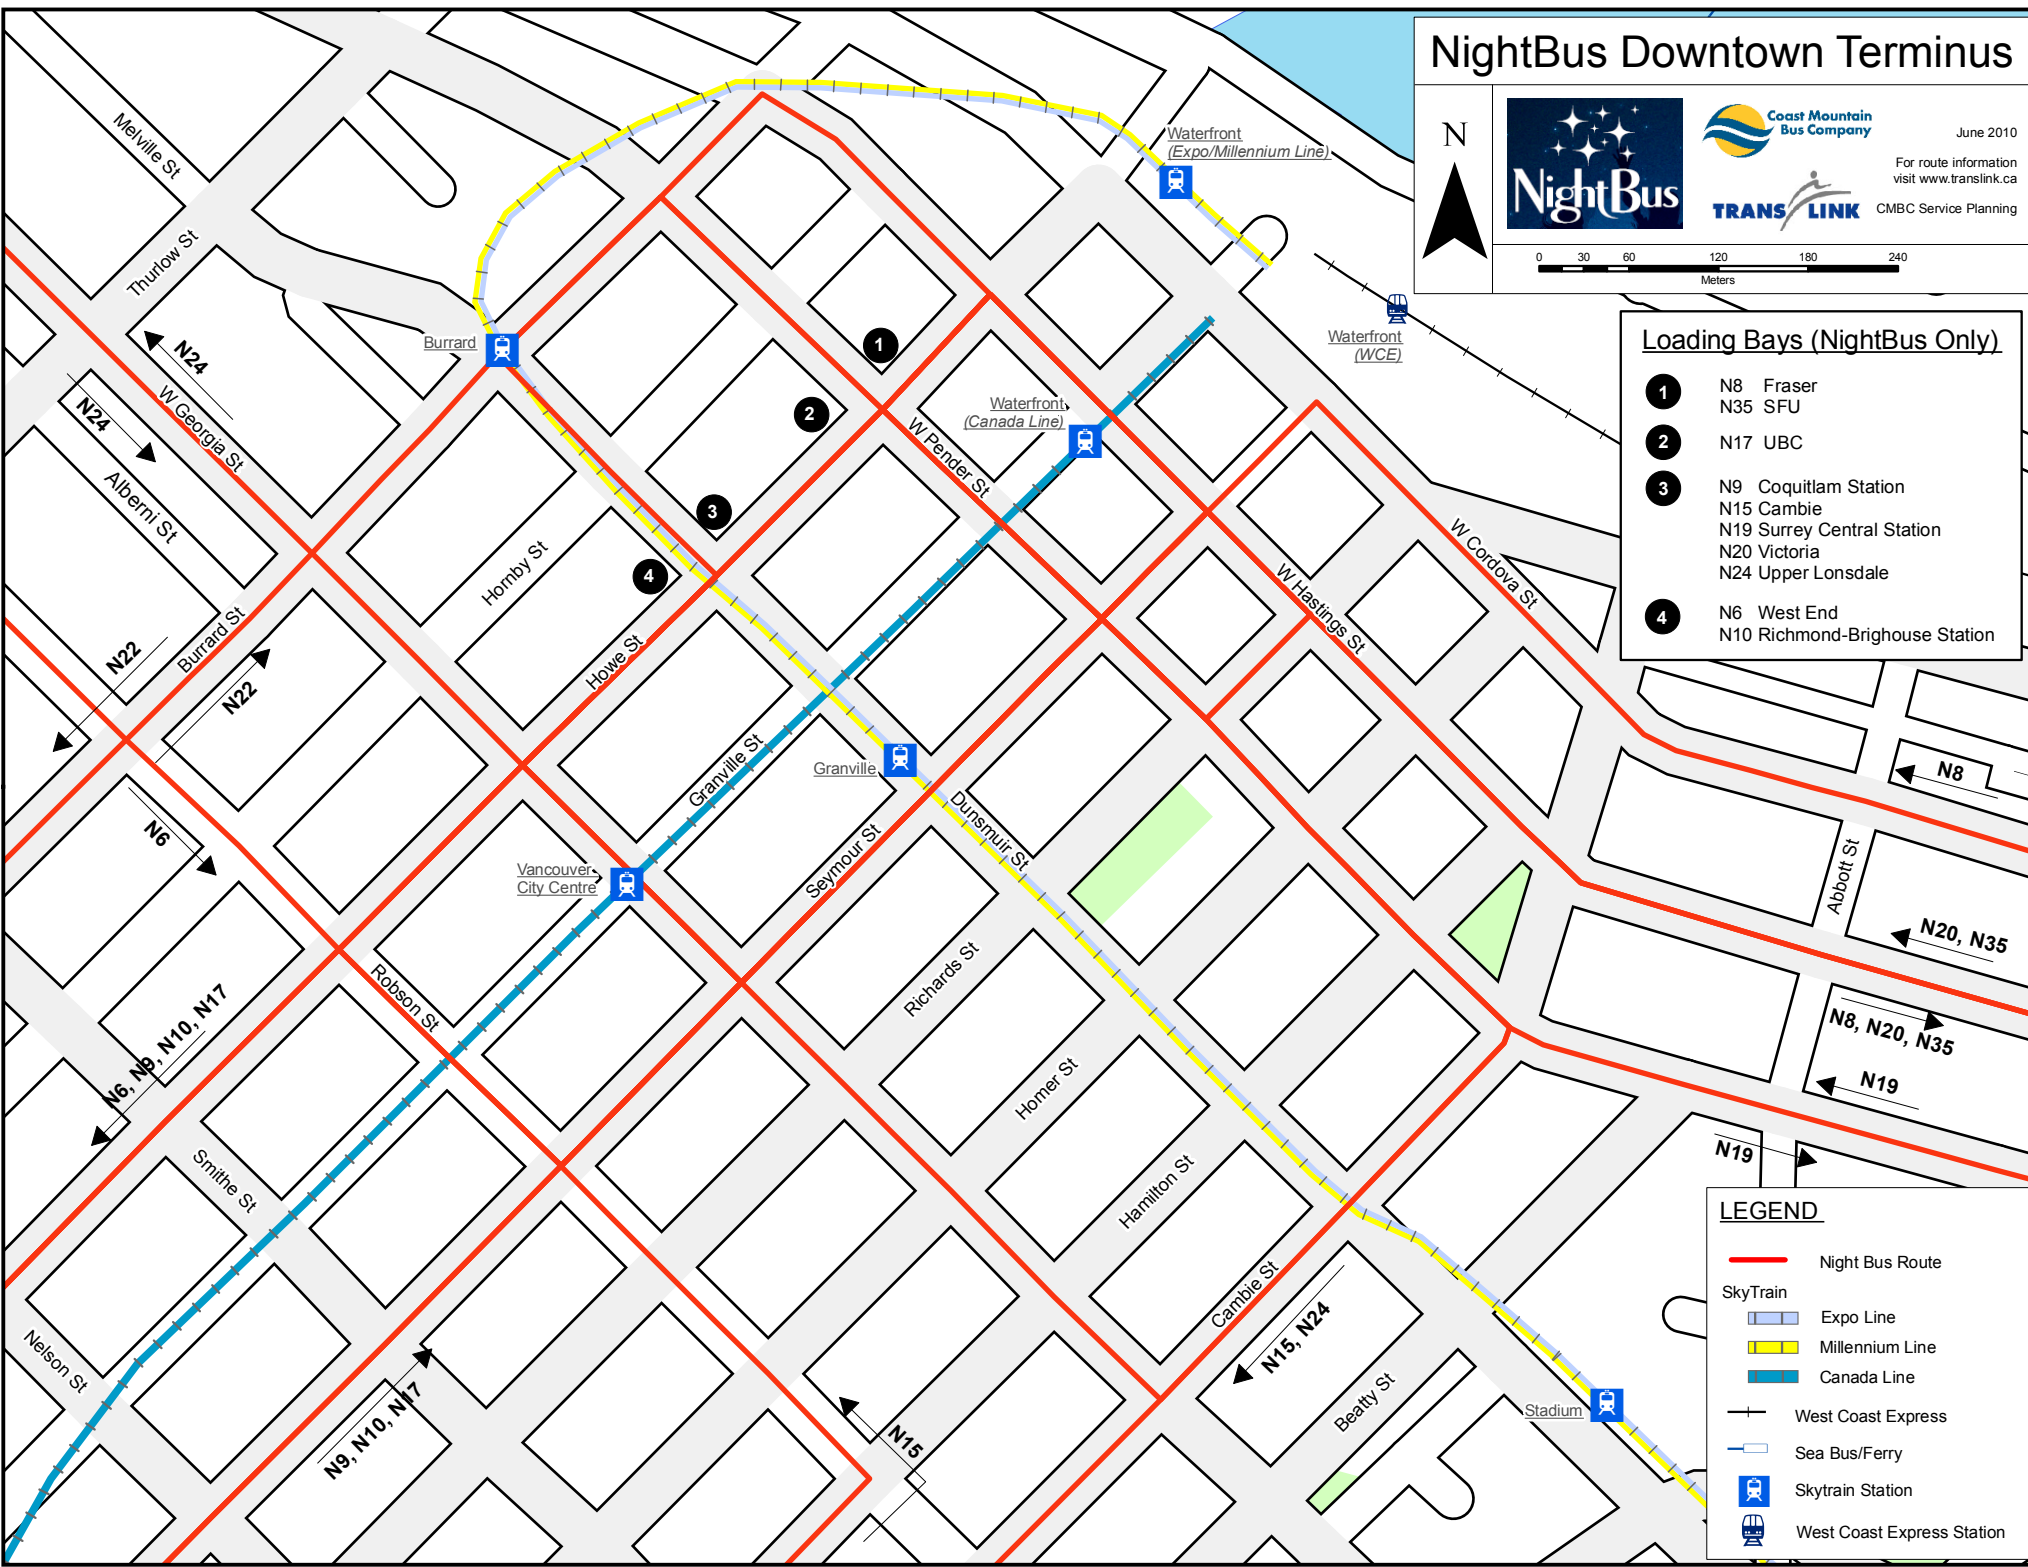 NightBus Downtown Terminus
N
NightBus
Coast Mountain
Bus Company
TRANS LINK
June 2010
For route information
visit www.translink.ca
CMBC Service Planning
0 30 60 120 180 240
Meters
Loading Bays (NightBus Only)
1 N8 Fraser
N35 SFU
2 N17 UBC
3 N9 Coquitlam Station
N15 Cambie
N19 Surrey Central Station
N20 Victoria
N24 Upper Lonsdale
4 N6 West End
N10 Richmond-Brighouse Station
Melville St
Thurlow St
Waterfront
(Expo/Millennium Line)
Waterfront
(WCE)
Burrard
N24
N24
W Georgia St
Alberni St
1
2
3
4
Waterfront
(Canada Line)
W Pender St
W Hastings St
W Cordova St
Hornby St
Howe St
Burrard St
N22
N22
N6
Granville St
Granville
Dunsmuir St
Seymour St
Vancouver
City Centre
Richards St
Robson St
Homer St
Hamilton St
Cambie St
Beatty St
Abbott St
N8
N20, N35
N8, N20, N35
N19
N19
N6, N9, N10, N17
Smithe St
Nelson St
N9, N10, N17
N15
N15, N24
Stadium
LEGEND
Night Bus Route
SkyTrain
Expo Line
Millennium Line
Canada Line
West Coast Express
Sea Bus/Ferry
Skytrain Station
West Coast Express Station